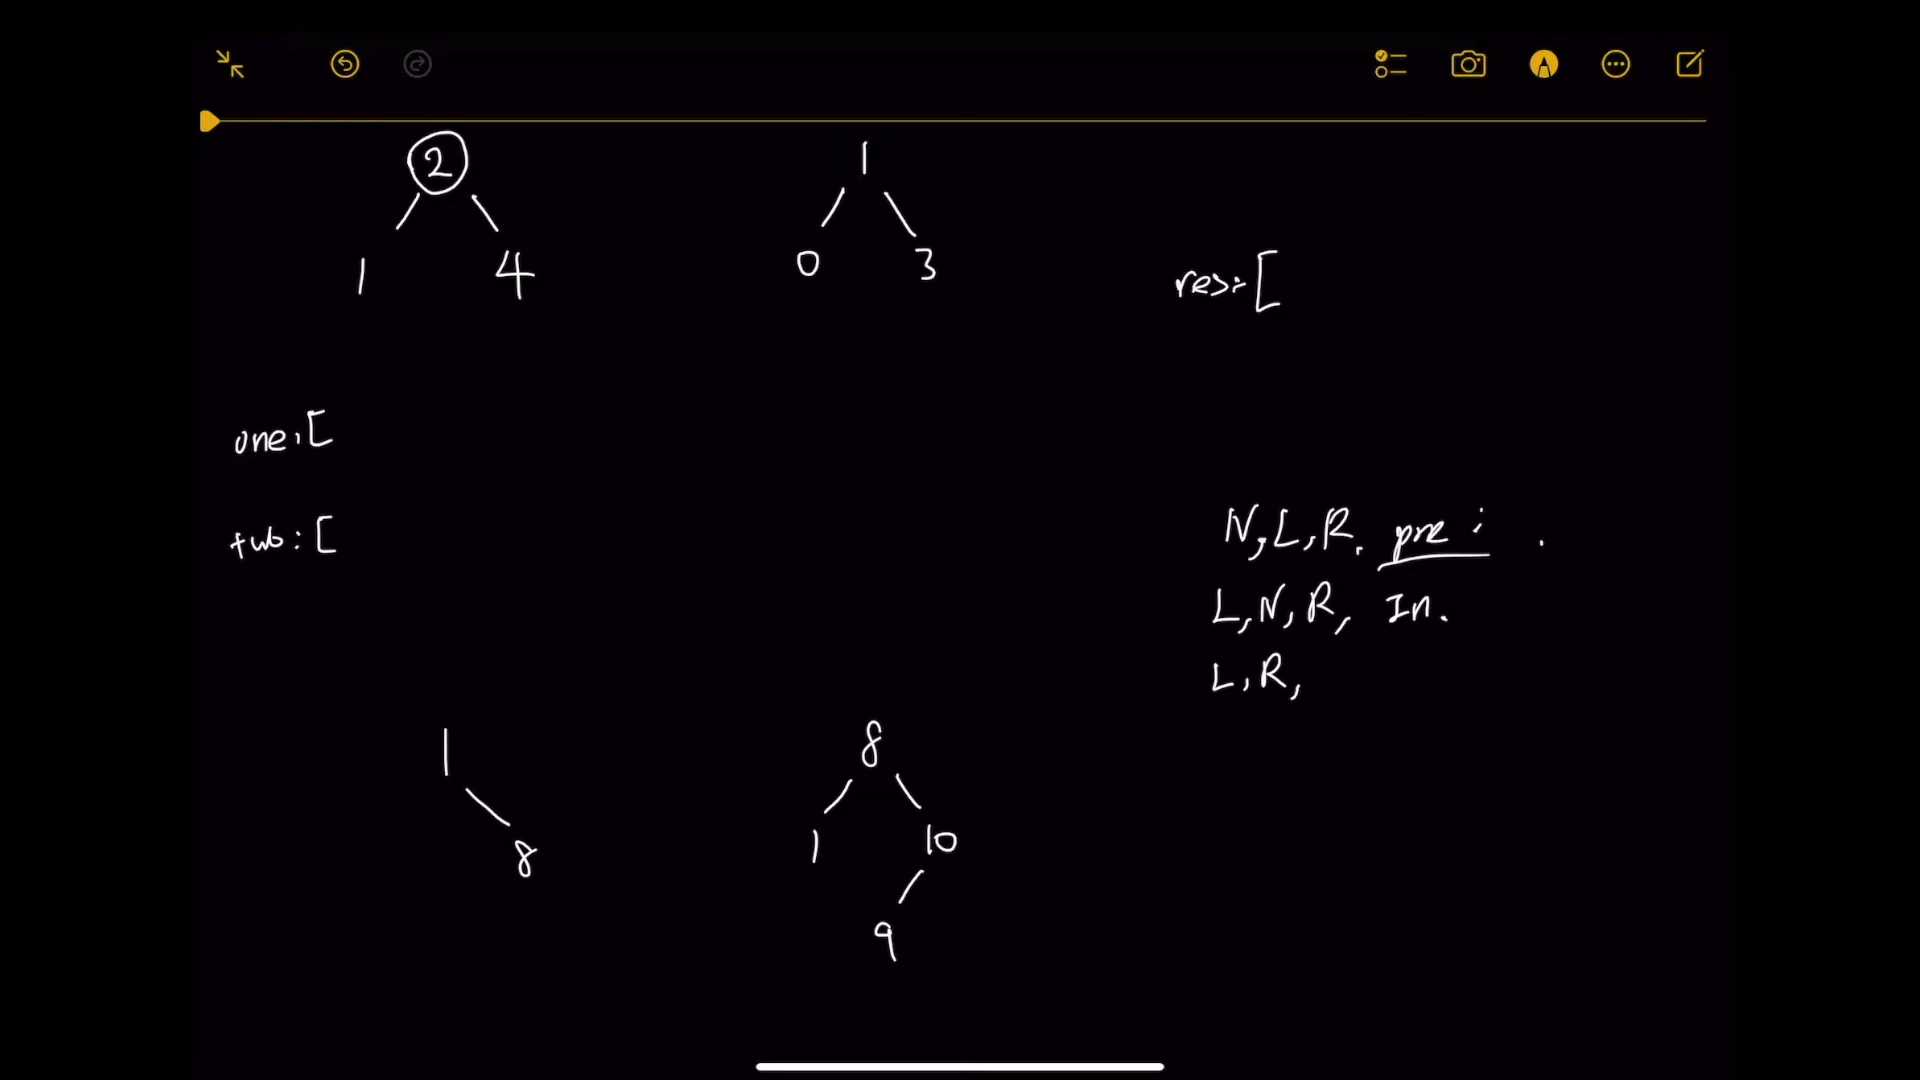 2 1
1 4 0 3
res: [
one: [
two: [
N, L, R. pre :
L, N, R, In.
L, R,
1 8
8 1 10
9